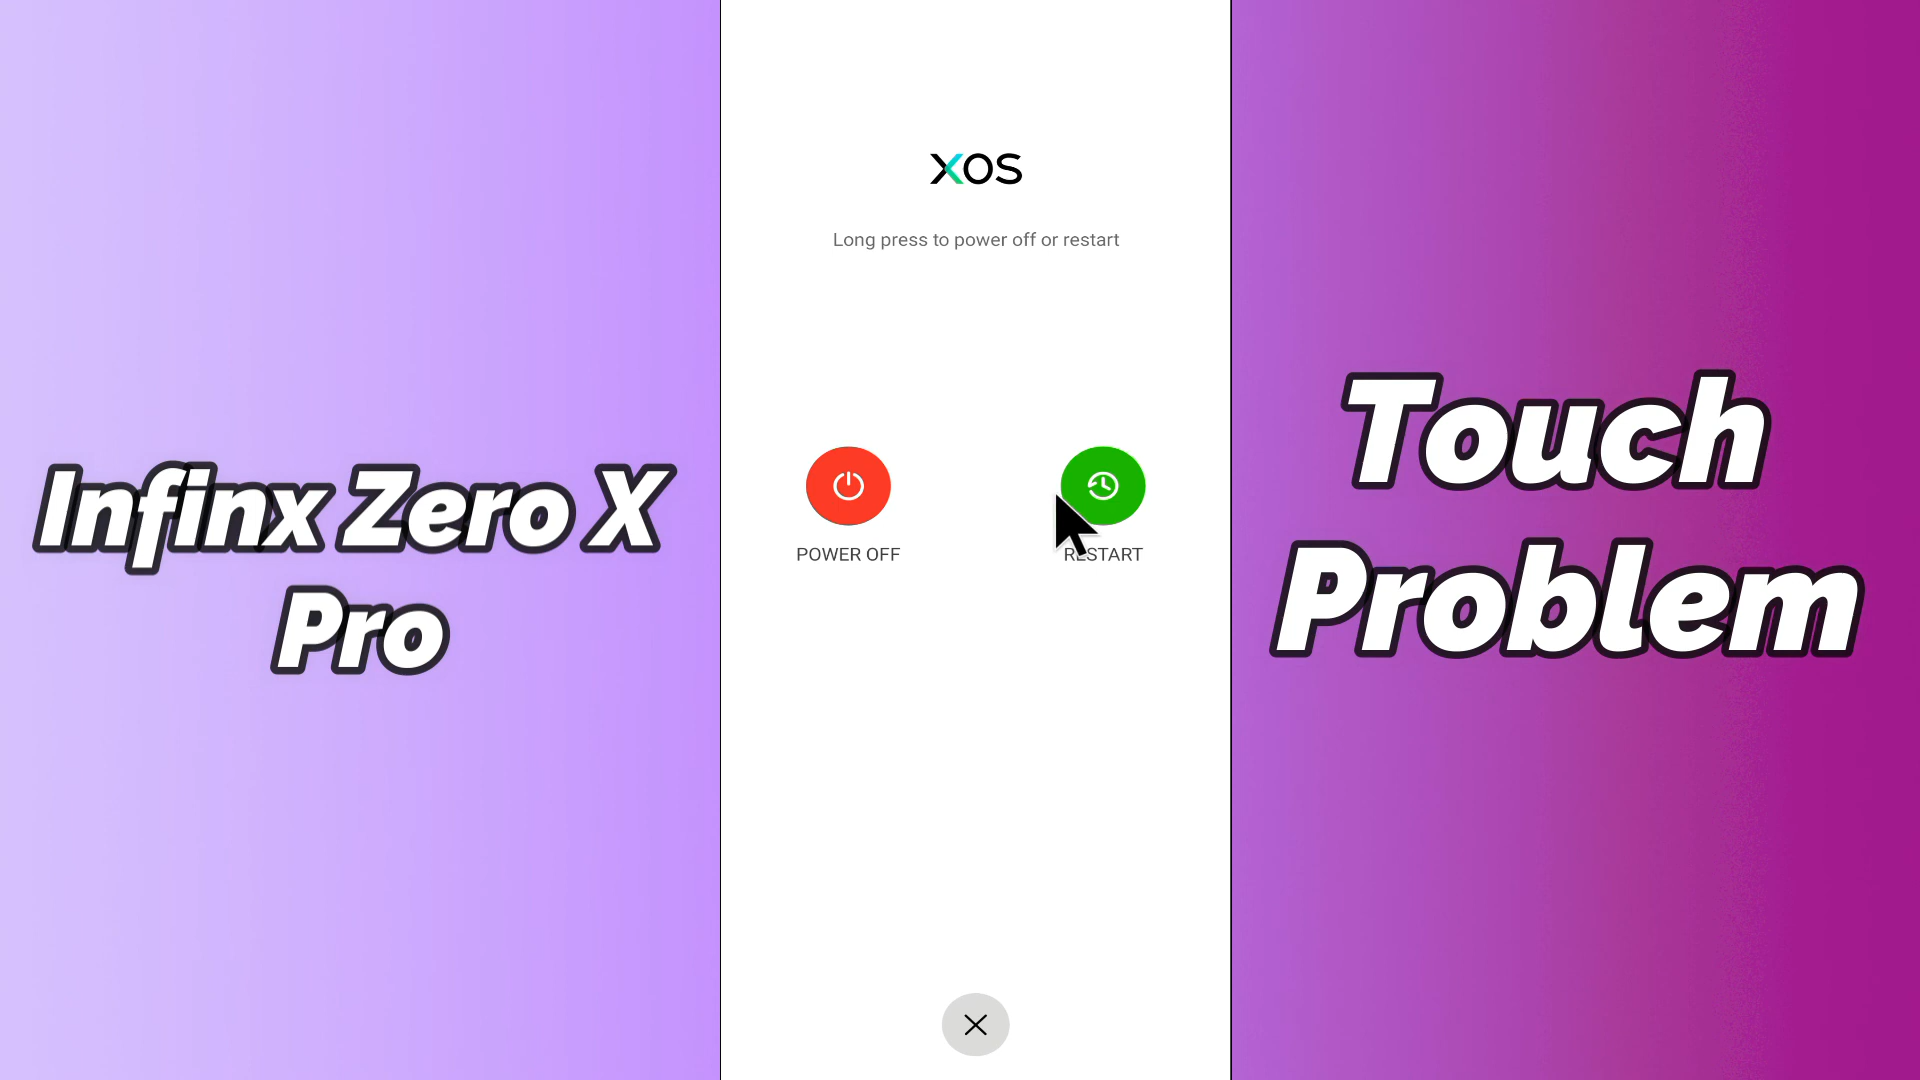 Infinx Zero X
Pro
XOS
Long press to power off or restart
POWER OFF
RESTART
Touch
Problem